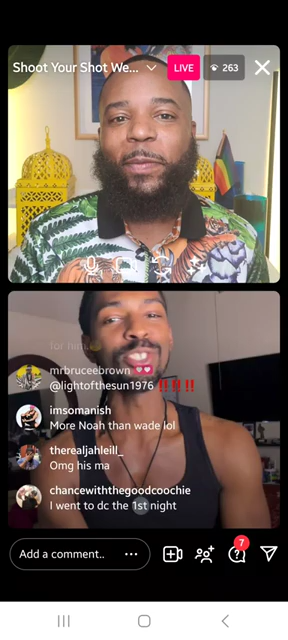 Shoot Your Shot We...
LIVE
263
for him.
mrbruceebrown
@lightofthesun1976 ‼️‼️‼️
imsomanish
More Noah than wade lol
therealjahleill_
Omg his ma
chancewiththegoodcoochie
I went to dc the 1st night
7
Add a comment..